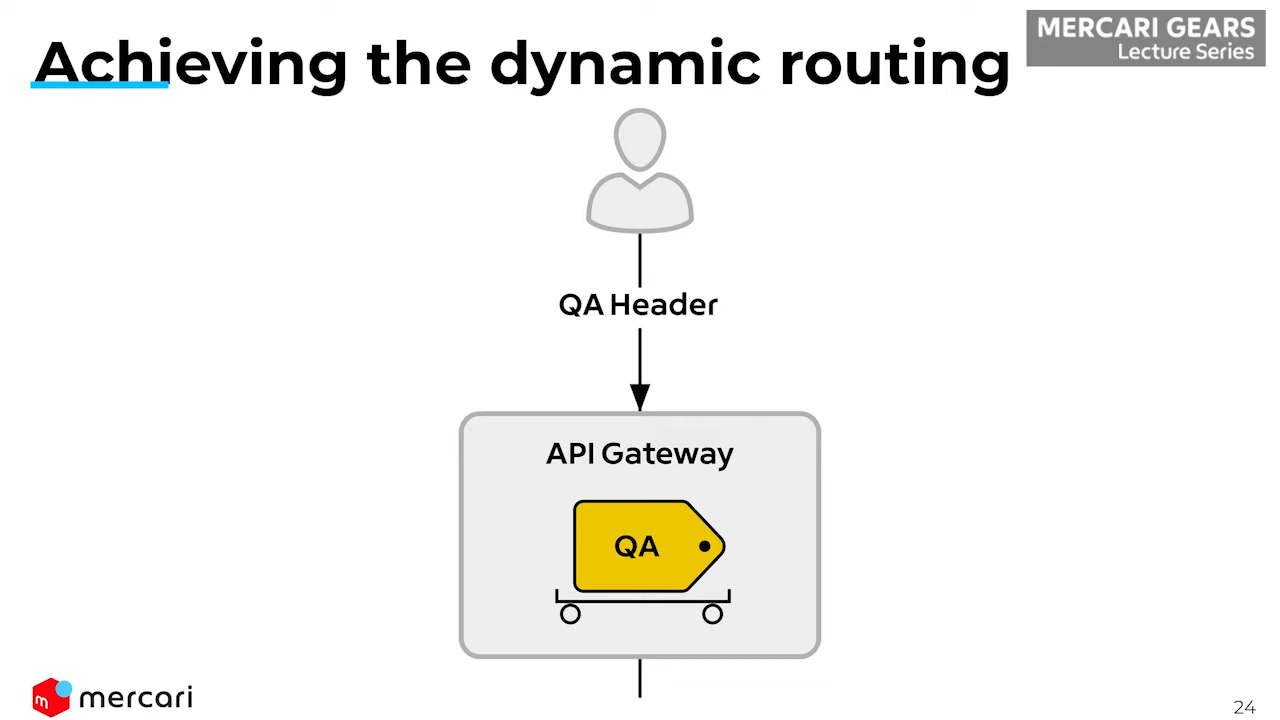 Achieving the dynamic routing
MERCARI GEARS
Lecture Series
QA Header
API Gateway
QA
m
mercari
24